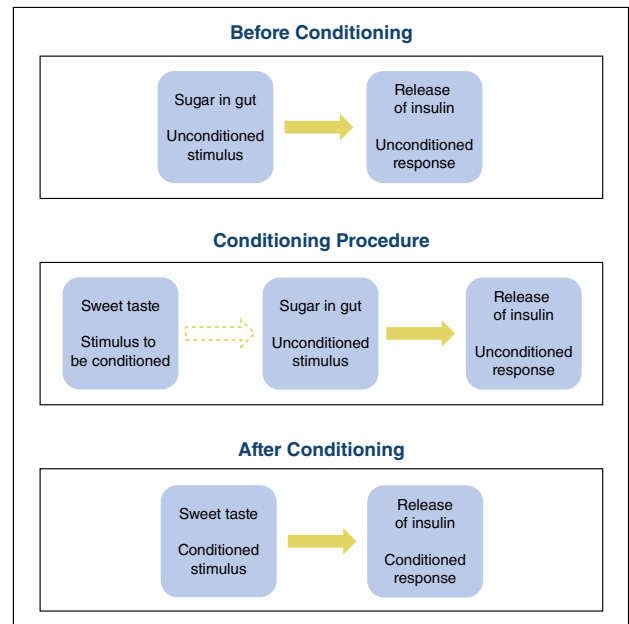 Before Conditioning
Sugar in gut
Unconditioned
stimulus
Release
of insulin
Unconditioned
response
Conditioning Procedure
Sweet taste
Stimulus to
be conditioned
Sugar in gut
Unconditioned
stimulus
Release
of insulin
Unconditioned
response
After Conditioning
Sweet taste
Conditioned
stimulus
Release
of insulin
Conditioned
response